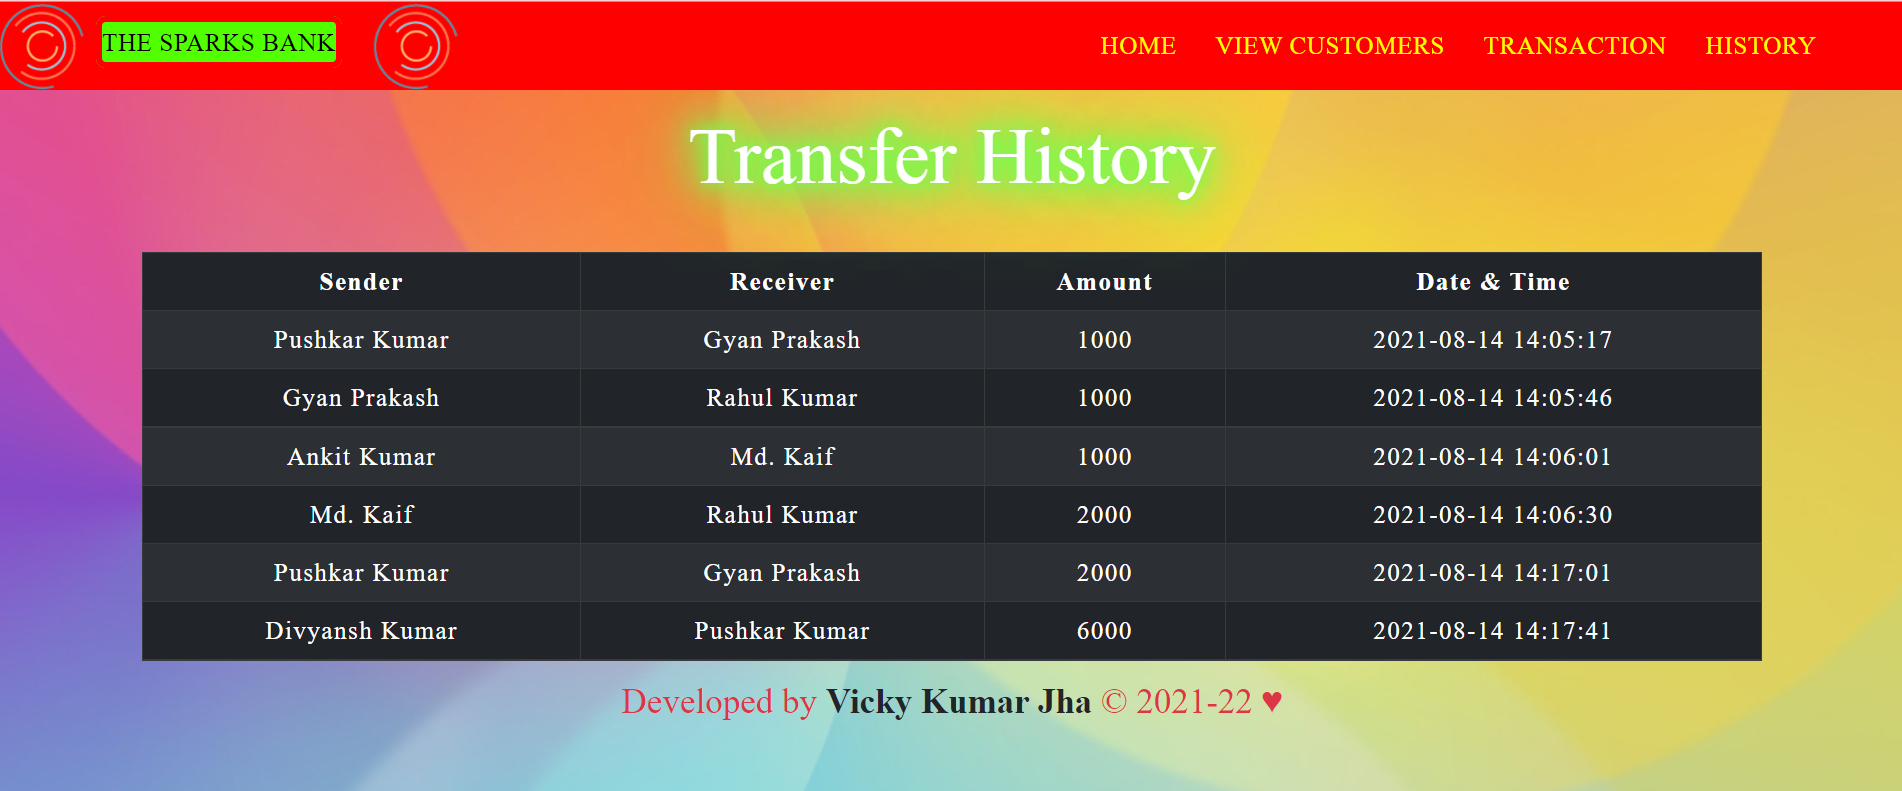 THE SPARKS BANK HOME VIEW CUSTOMERS TRANSACTION HISTORY
Transfer History
Sender Receiver Amount Date & Time
Pushkar Kumar Gyan Prakash 1000 2021-08-14 14:05:17
Gyan Prakash Rahul Kumar 1000 2021-08-14 14:05:46
Ankit Kumar Md. Kaif 1000 2021-08-14 14:06:01
Md. Kaif Rahul Kumar 2000 2021-08-14 14:06:30
Pushkar Kumar Gyan Prakash 2000 2021-08-14 14:17:01
Divyansh Kumar Pushkar Kumar 6000 2021-08-14 14:17:41
Developed by Vicky Kumar Jha © 2021-22 ♥